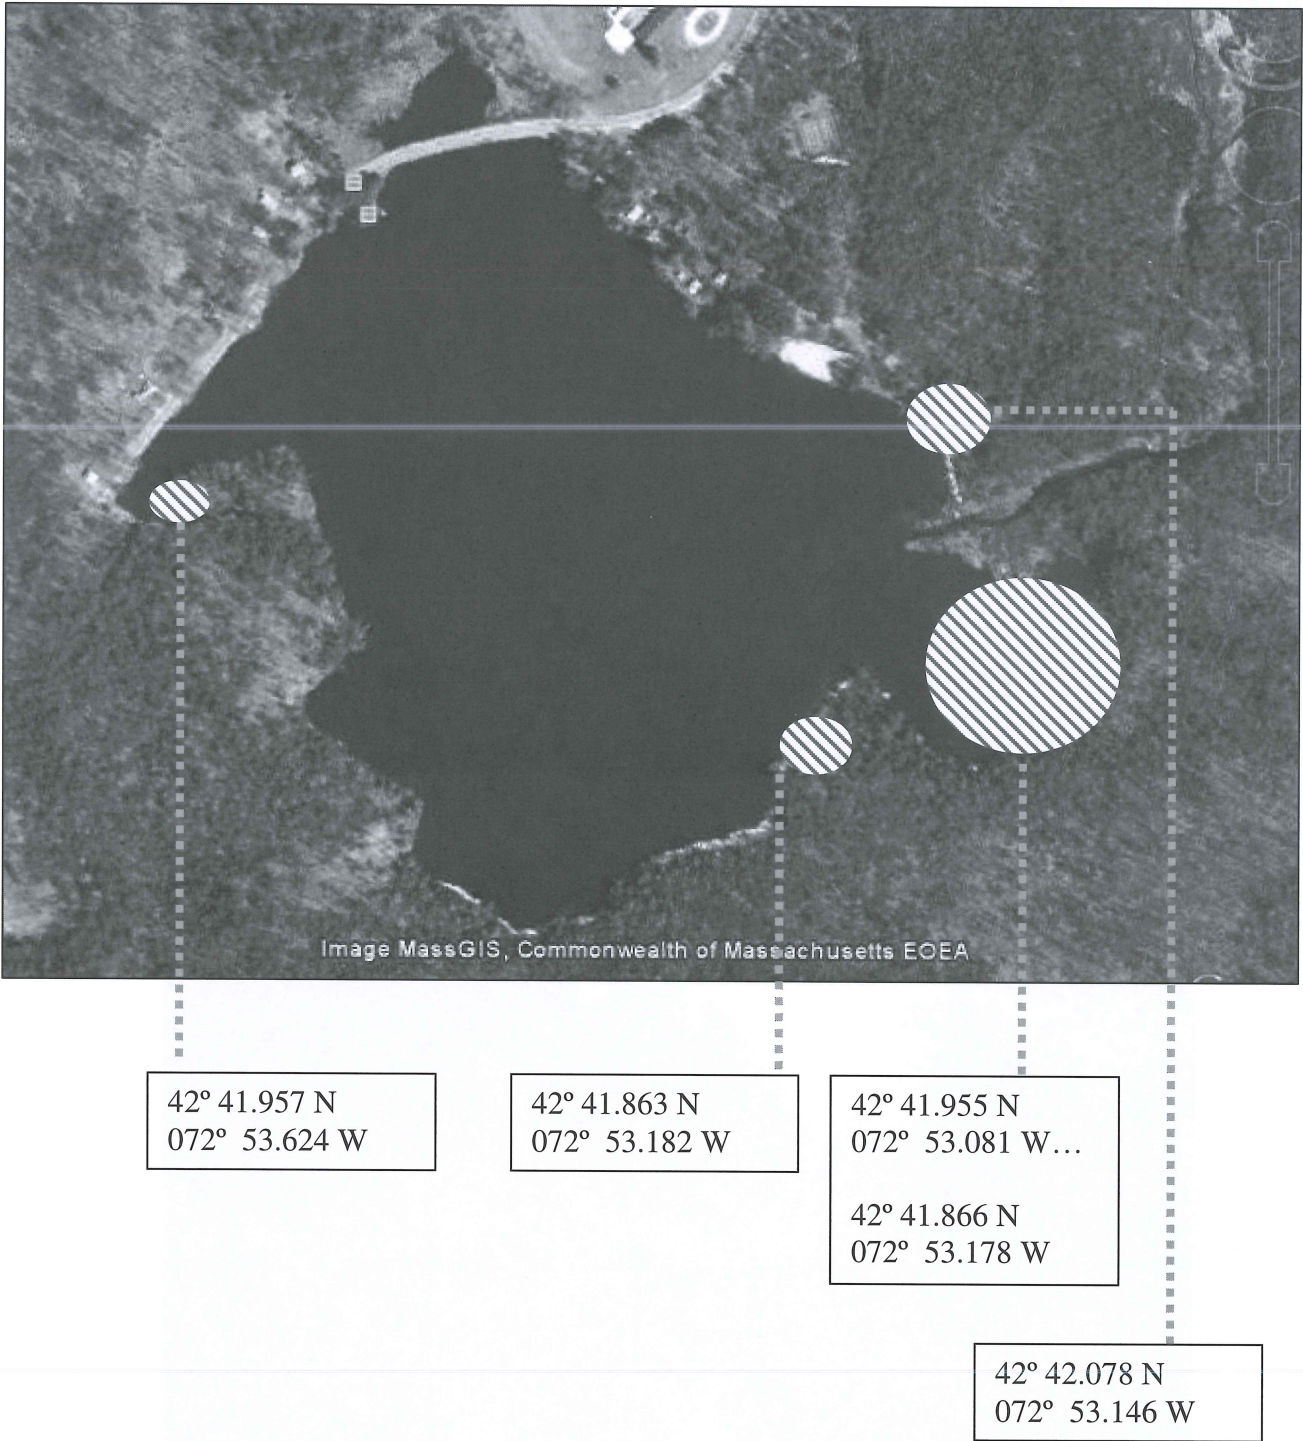 Image MassGIS, Commonwealth of Massachusetts EOEA
42º 41.957 N
072º 53.624 W
42º 41.863 N
072º 53.182 W
42º 41.955 N
072º 53.081 W…
42º 41.866 N
072º 53.178 W
42º 42.078 N
072º 53.146 W